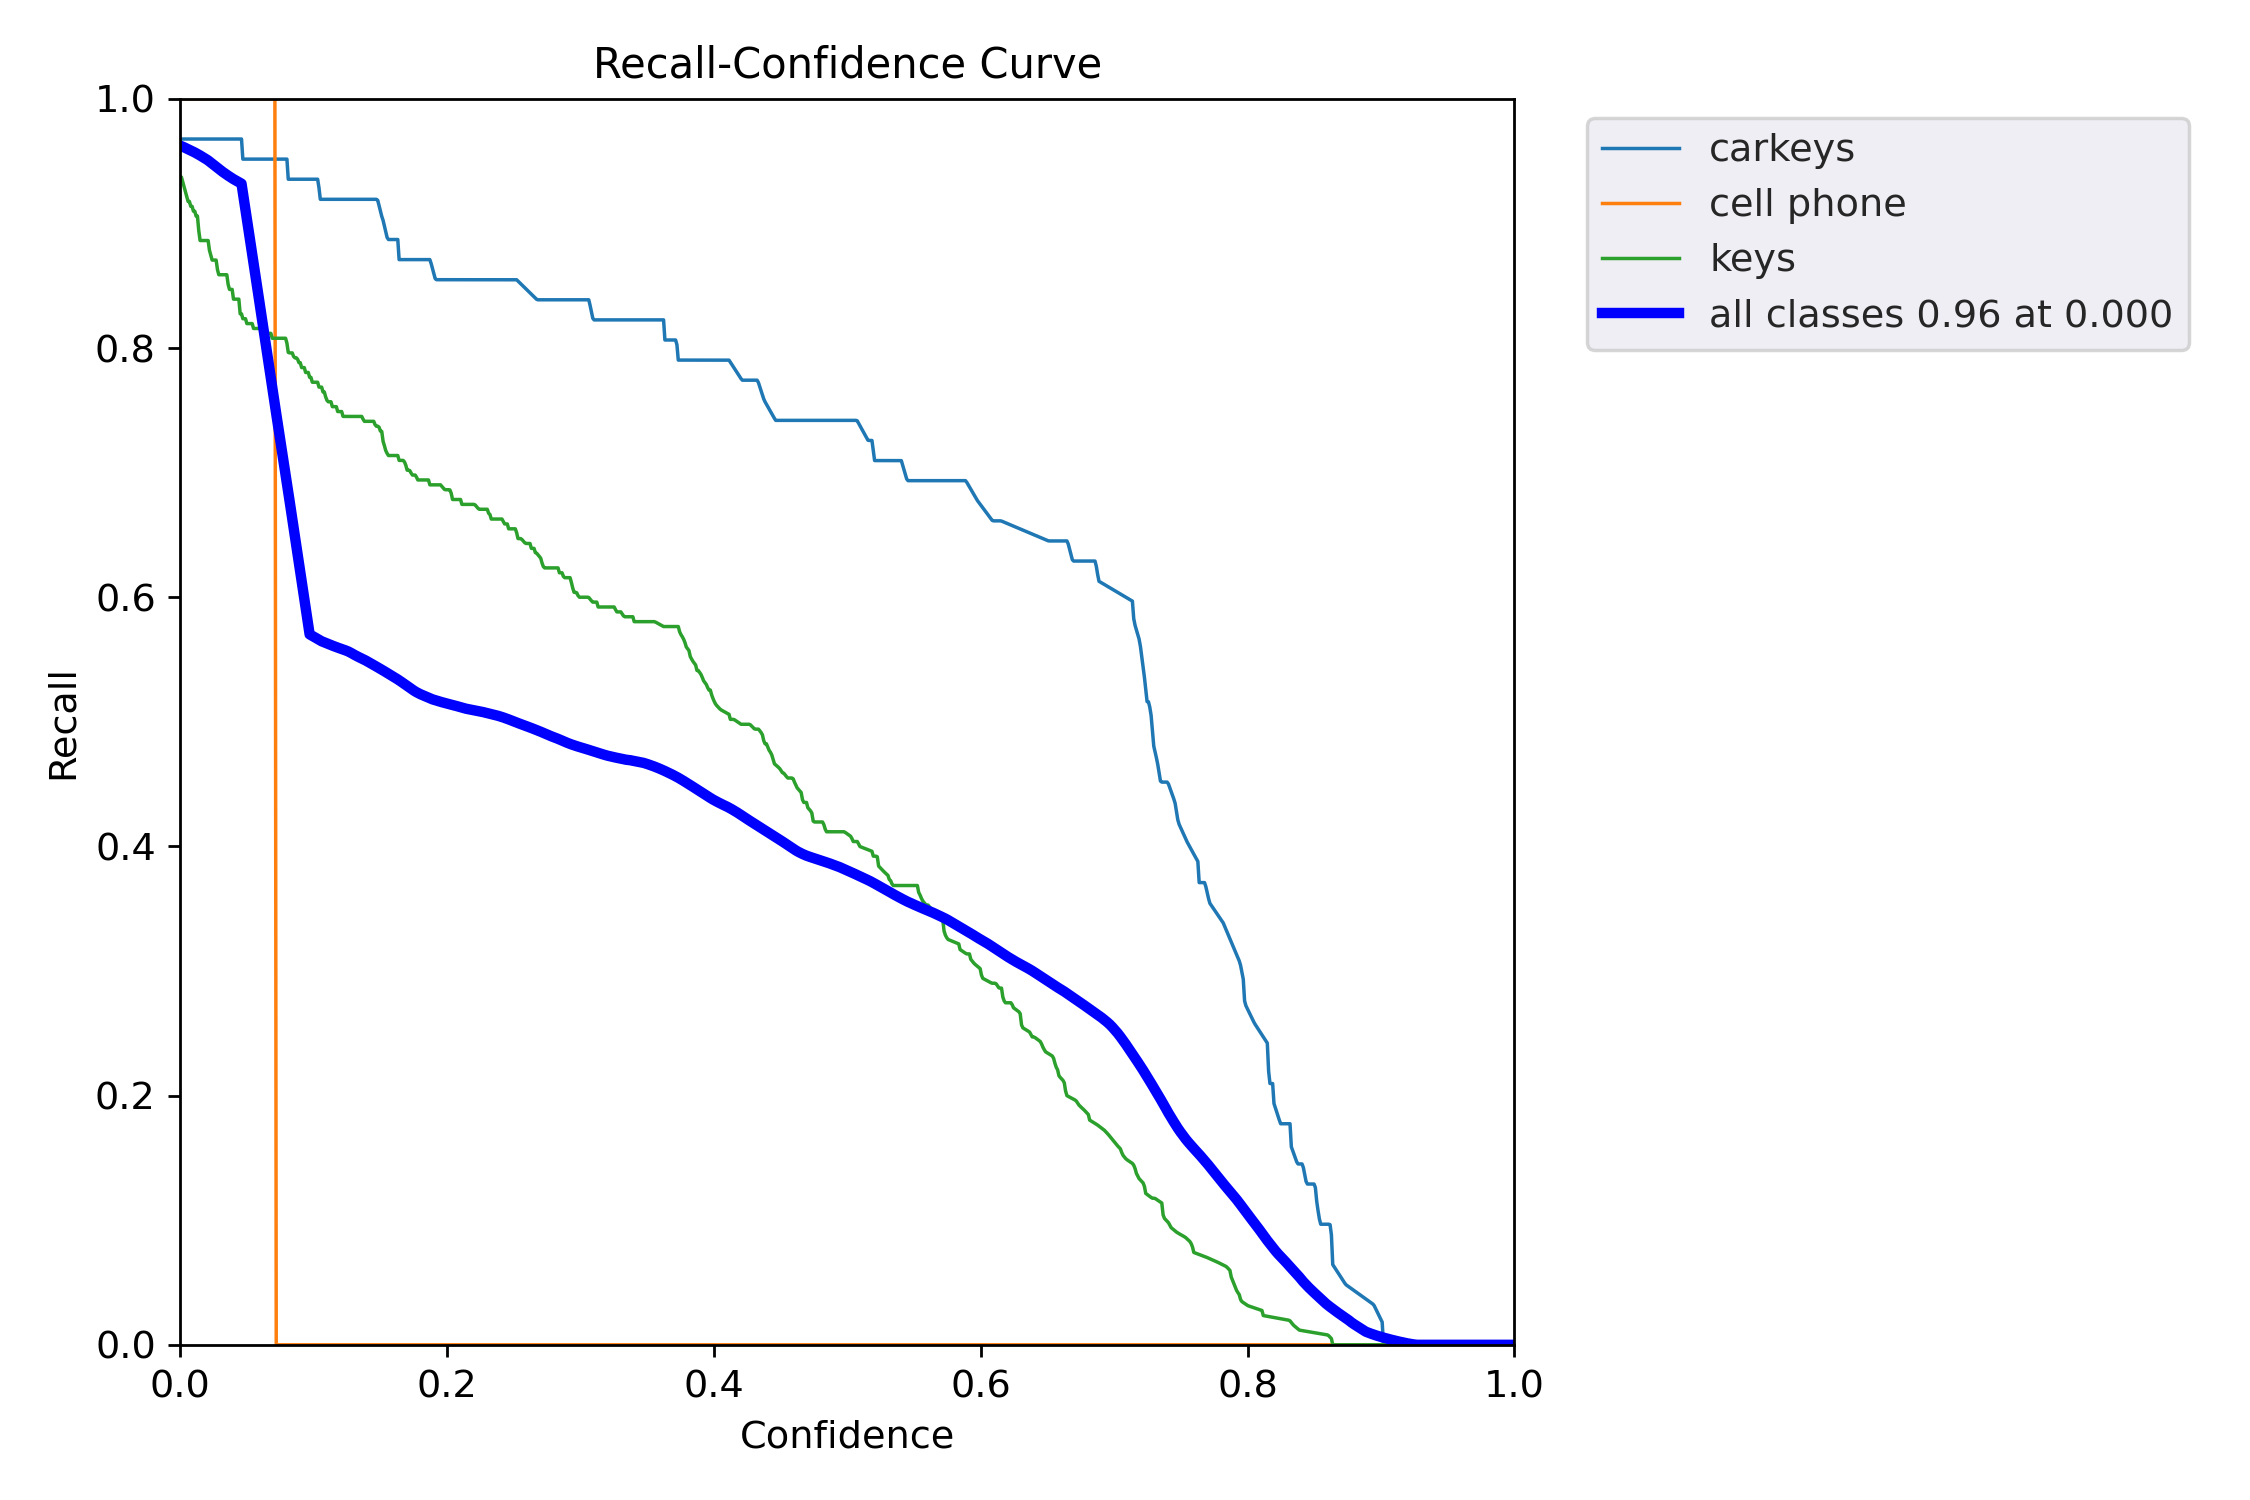 Recall-Confidence Curve
1.0
0.8
0.6
0.4
0.2
0.0
Recall
0.0 0.2 0.4 0.6 0.8 1.0
Confidence
carkeys
cell phone
keys
all classes 0.96 at 0.000